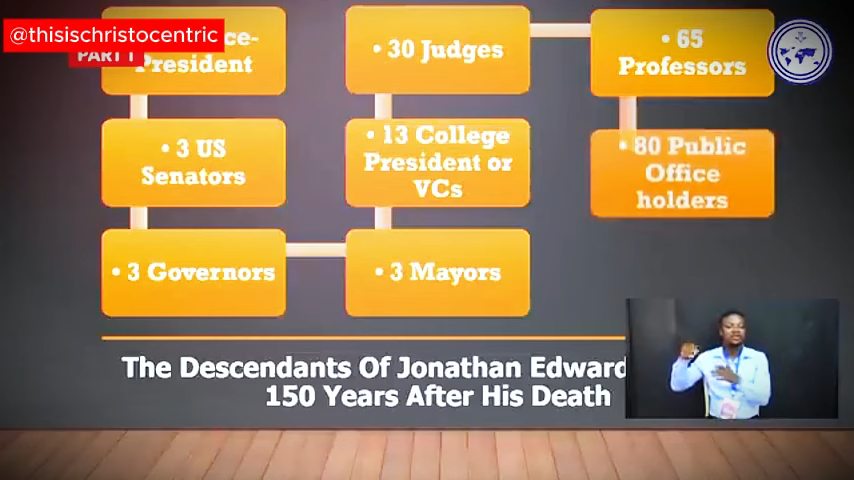 @thisischristocentric
PART 1
President
• 3 US
Senators
• 3 Governors
• 30 Judges
• 13 College
President or
VCs
• 3 Mayors
• 65
Professors
• 80 Public
Office
holders
The Descendants Of Jonathan Edward
150 Years After His Death